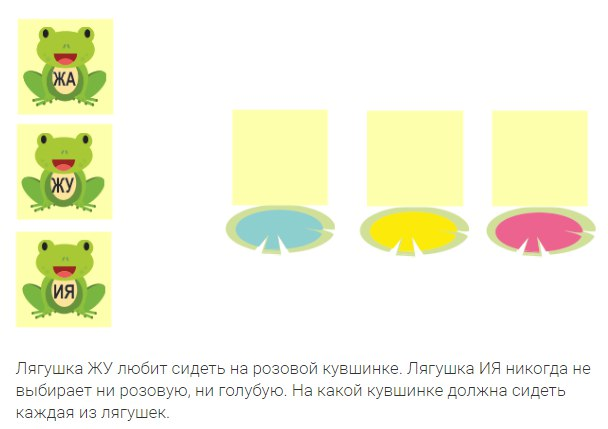 ЖА
ЖУ
ИЯ
Лягушка ЖУ любит сидеть на розовой кувшинке. Лягушка ИЯ никогда не
выбирает ни розовую, ни голубую. На какой кувшинке должна сидеть
каждая из лягушек.